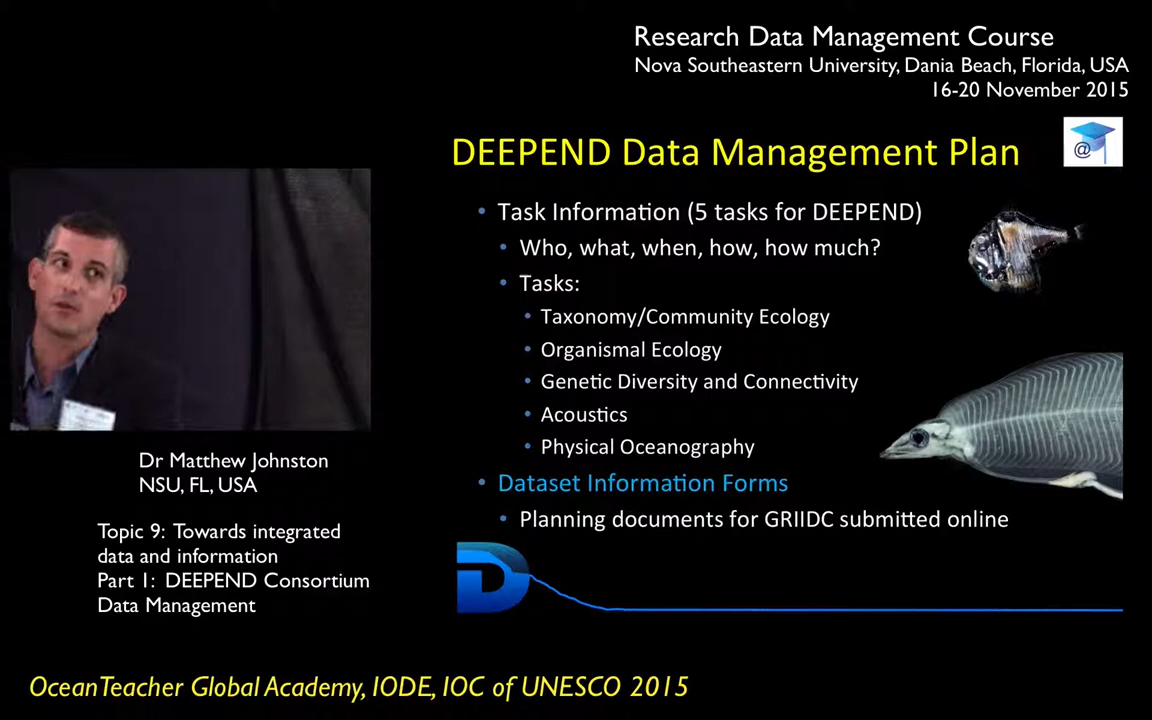 Research Data Management Course
Nova Southeastern University, Dania Beach, Florida, USA
16-20 November 2015
DEEPEND Data Management Plan
@
• Task Information (5 tasks for DEEPEND)
• Who, what, when, how, how much?
• Tasks:
• Taxonomy/Community Ecology
• Organismal Ecology
• Genetic Diversity and Connectivity
• Acoustics
• Physical Oceanography
• Dataset Information Forms
• Planning documents for GRIIDC submitted online
D
Dr Matthew Johnston
NSU, FL, USA
Topic 9: Towards integrated
data and information
Part 1: DEEPEND Consortium
Data Management
OceanTeacher Global Academy, IODE, IOC of UNESCO 2015